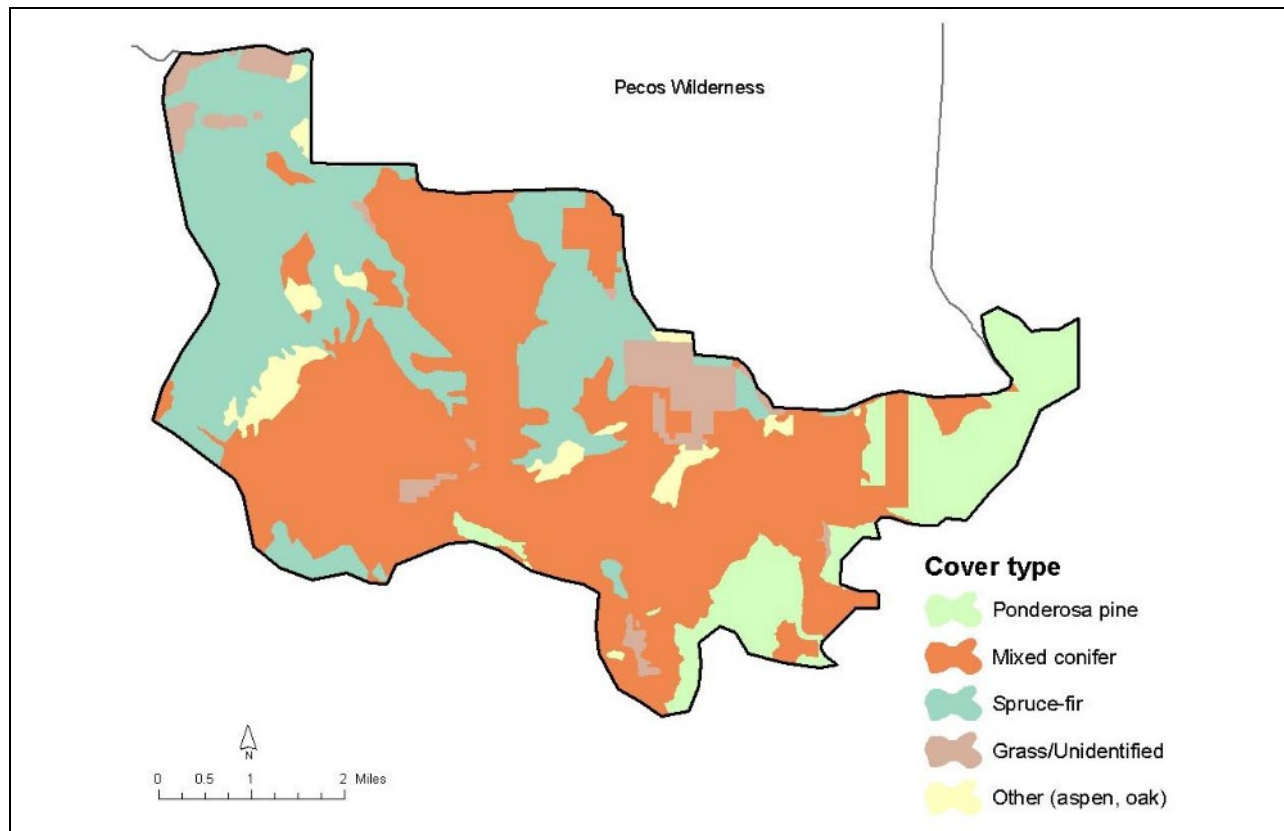 Pecos Wilderness
Cover type
Ponderosa pine
Mixed conifer
Spruce-fir
Grass/Unidentified
Other (aspen, oak)
N
0 0.5 1 2 Miles